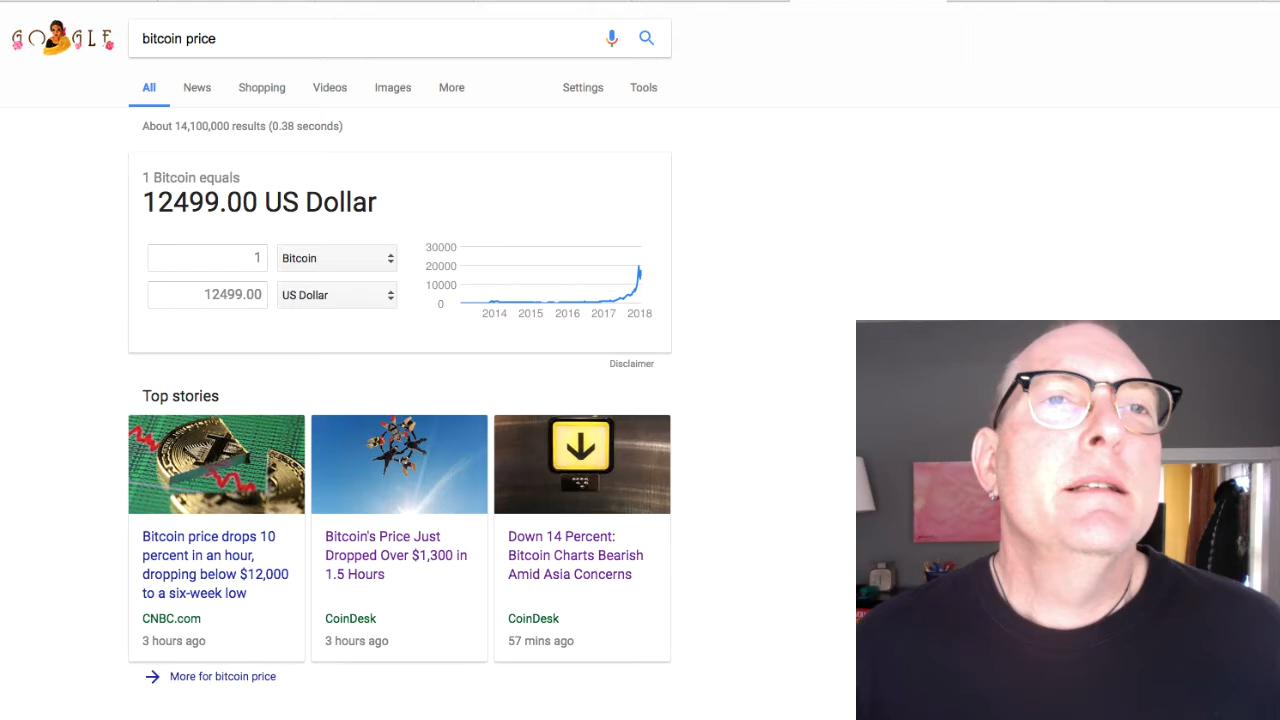 GOOGLE
bitcoin price
All News Shopping Videos Images More Settings Tools
About 14,100,000 results (0.38 seconds)
1 Bitcoin equals
12499.00 US Dollar
1 Bitcoin
12499.00 US Dollar
30000
20000
10000
0
2014 2015 2016 2017 2018
Disclaimer
Top stories
Bitcoin price drops 10
percent in an hour,
dropping below $12,000
to a six-week low
CNBC.com
3 hours ago
Bitcoin's Price Just
Dropped Over $1,300 in
1.5 Hours
CoinDesk
3 hours ago
Down 14 Percent:
Bitcoin Charts Bearish
Amid Asia Concerns
CoinDesk
57 mins ago
More for bitcoin price